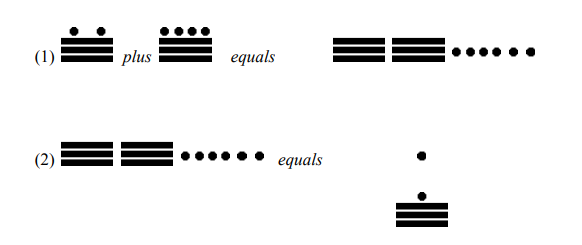 (1) plus equals
(2) equals